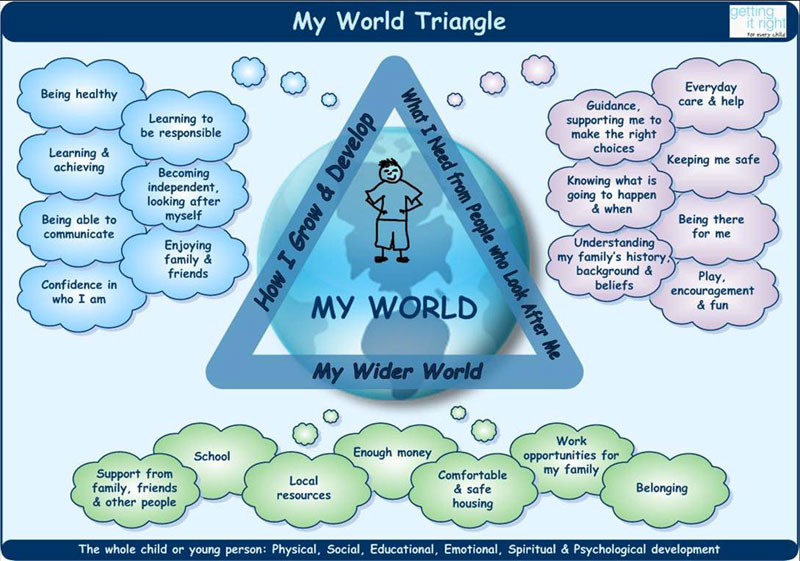 My World Triangle
getting
it right
for every child
Being healthy
Learning to
be responsible
Learning &
achieving
Becoming
independent,
looking after
myself
Being able to
communicate
Enjoying
family &
friends
Confidence in
who I am
How I Grow & Develop
What I Need from People who Look After Me
MY WORLD
My Wider World
Everyday
care & help
Guidance,
supporting me to
make the right
choices
Keeping me safe
Knowing what is
going to happen
& when
Being there
for me
Understanding
my family's history,
background &
beliefs
Play,
encouragement
& fun
Support from
family, friends
& other people
School
Local
resources
Enough money
Comfortable
& safe
housing
Work
opportunities for
my family
Belonging
The whole child or young person: Physical, Social, Educational, Emotional, Spiritual & Psychological development